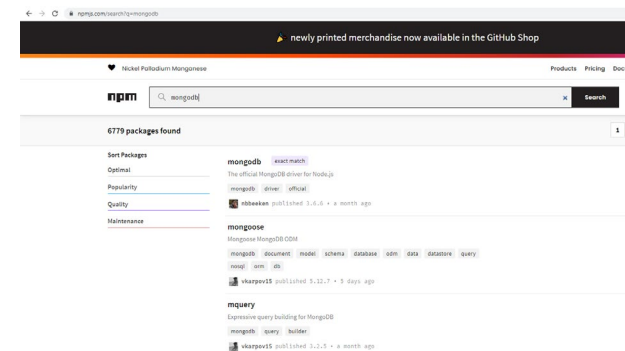 npmjs.com/search?q=mongodb
newly printed merchandise now available in the GitHub Shop
Nickel Palladium Manganese
Products Pricing Doc
npm mongodb × Search
6779 packages found 1
Sort Packages
Optimal
Popularity
Quality
Maintenance
mongodb exact match
The official MongoDB driver for Node.js
mongodb driver official
nbbeeken published 3.6.6 • a month ago
mongoose
Mongoose MongoDB ODM
mongodb document model schema database odm data datastore query
nosql orm db
vkarpov15 published 5.12.7 • 5 days ago
mquery
Expressive query building for MongoDB
mongodb query builder
vkarpov15 published 3.2.5 • a month ago